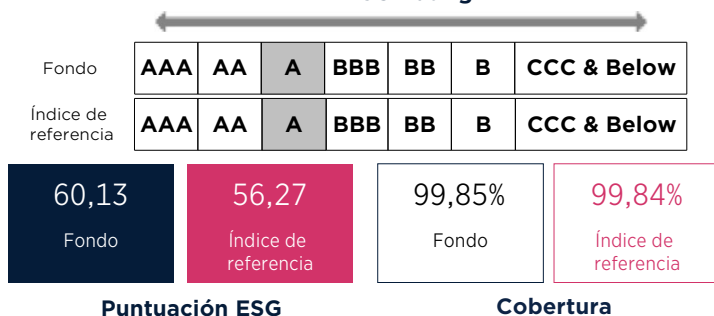 Fondo AAA AA A BBB BB B CCC & Below
Índice de
referencia AAA AA A BBB BB B CCC & Below
60,13 56,27 99,85% 99,84%
Fondo Índice de Fondo Índice de
referencia referencia
Puntuación ESG Cobertura